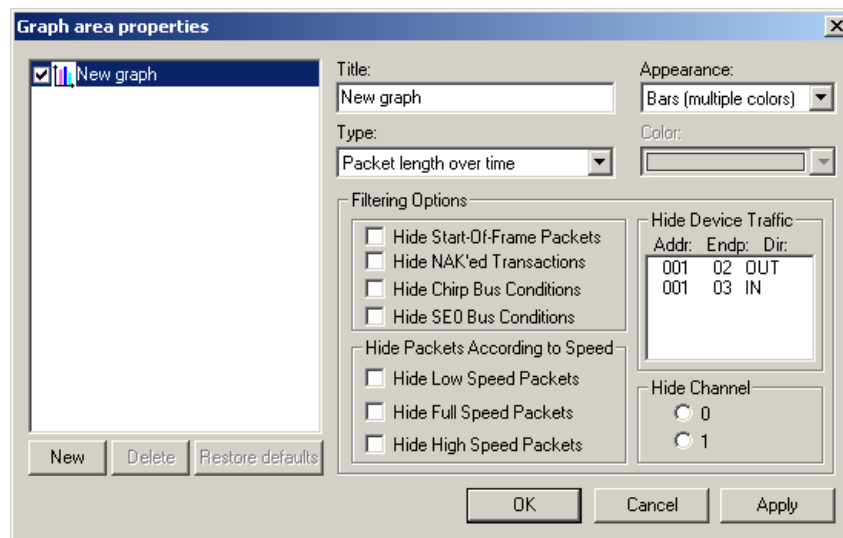 Graph area properties
New graph
Title:
New graph
Appearance:
Bars (multiple colors)
Type:
Packet length over time
Color:
Filtering Options
Hide Start-Of-Frame Packets
Hide NAK'ed Transactions
Hide Chirp Bus Conditions
Hide SE0 Bus Conditions
Hide Device Traffic
Addr: Endp: Dir:
001 02 OUT
001 03 IN
Hide Packets According to Speed
Hide Low Speed Packets
Hide Full Speed Packets
Hide High Speed Packets
Hide Channel
0
1
New
Delete
Restore defaults
OK
Cancel
Apply